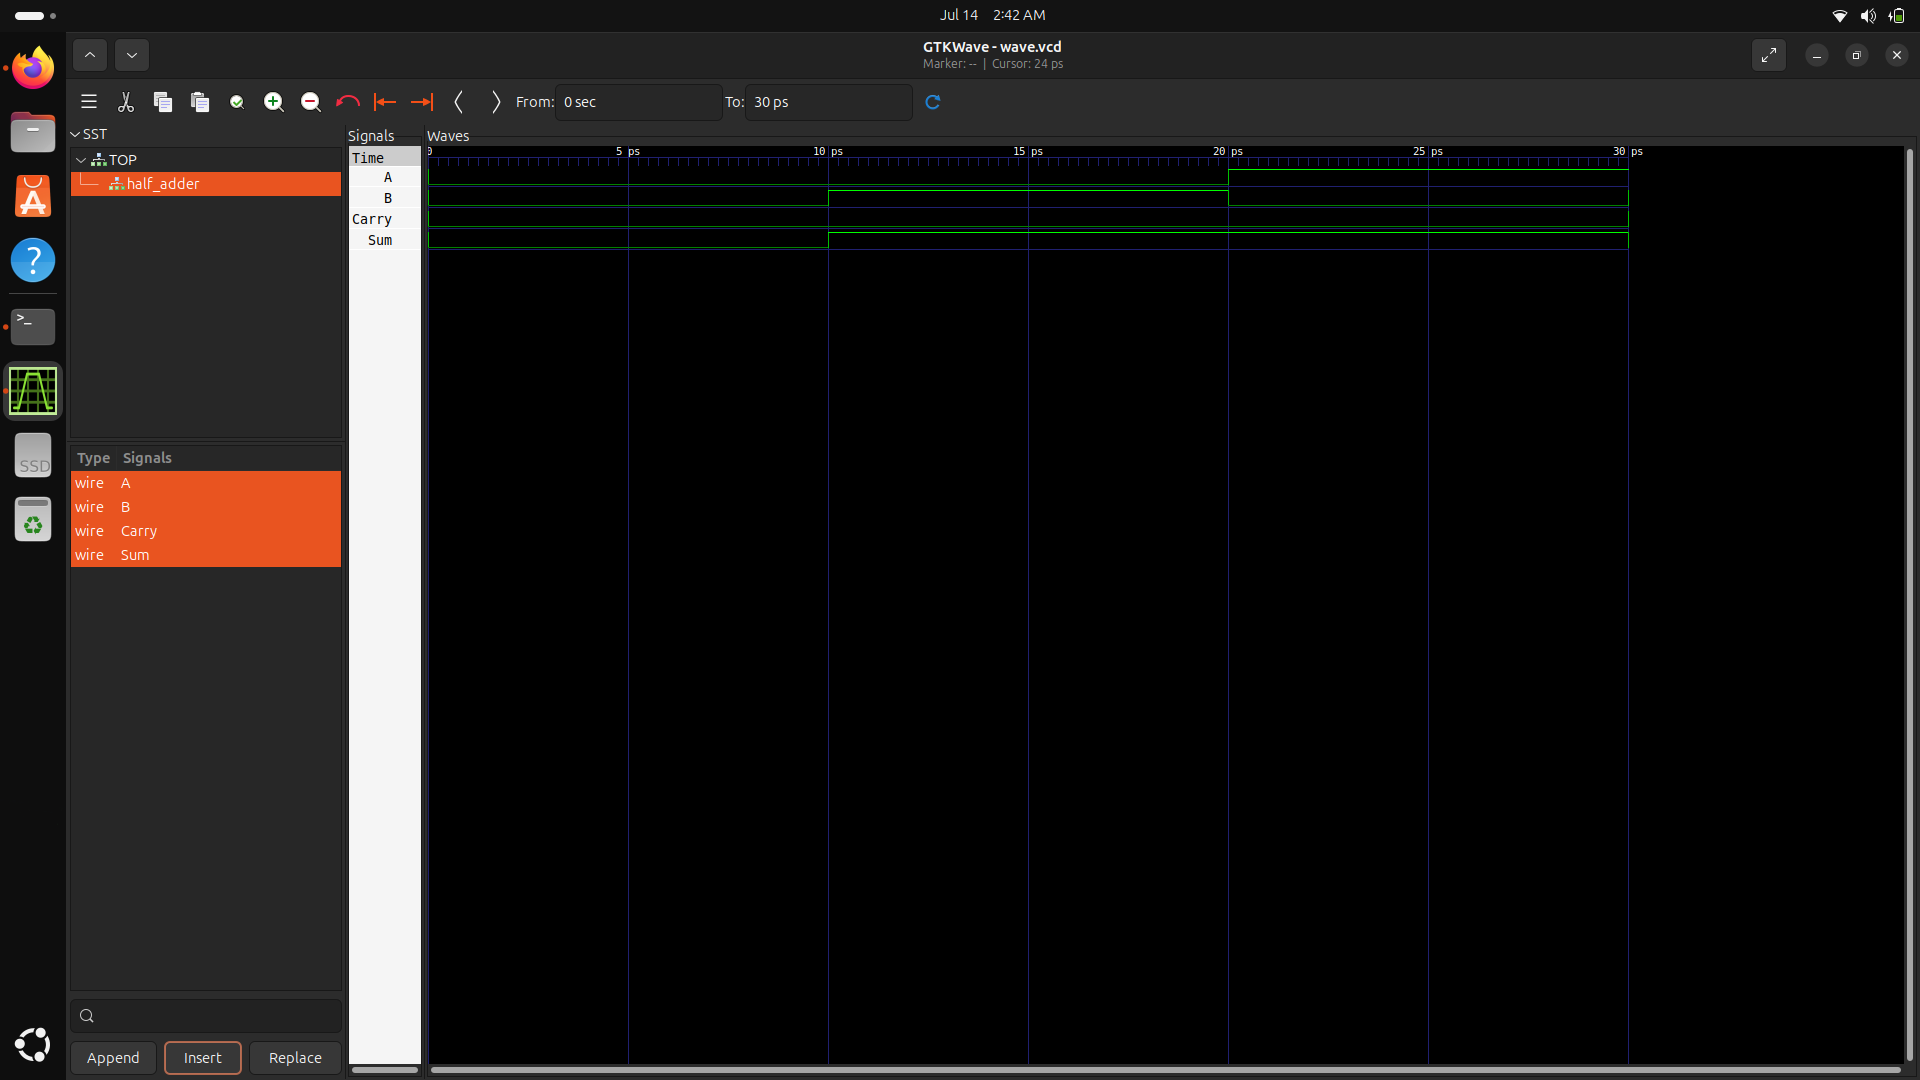 Jul 14 2:42 AM
GTKWave - wave.vcd
Marker: -- | Cursor: 24 ps
From: 0 sec To: 30 ps
SST
TOP
half_adder
Type Signals
wire A
wire B
wire Carry
wire Sum
Append Insert Replace
Signals
Time
A
B
Carry
Sum
Waves
0 5 ps 10 ps 15 ps 20 ps 25 ps 30 ps
SSD